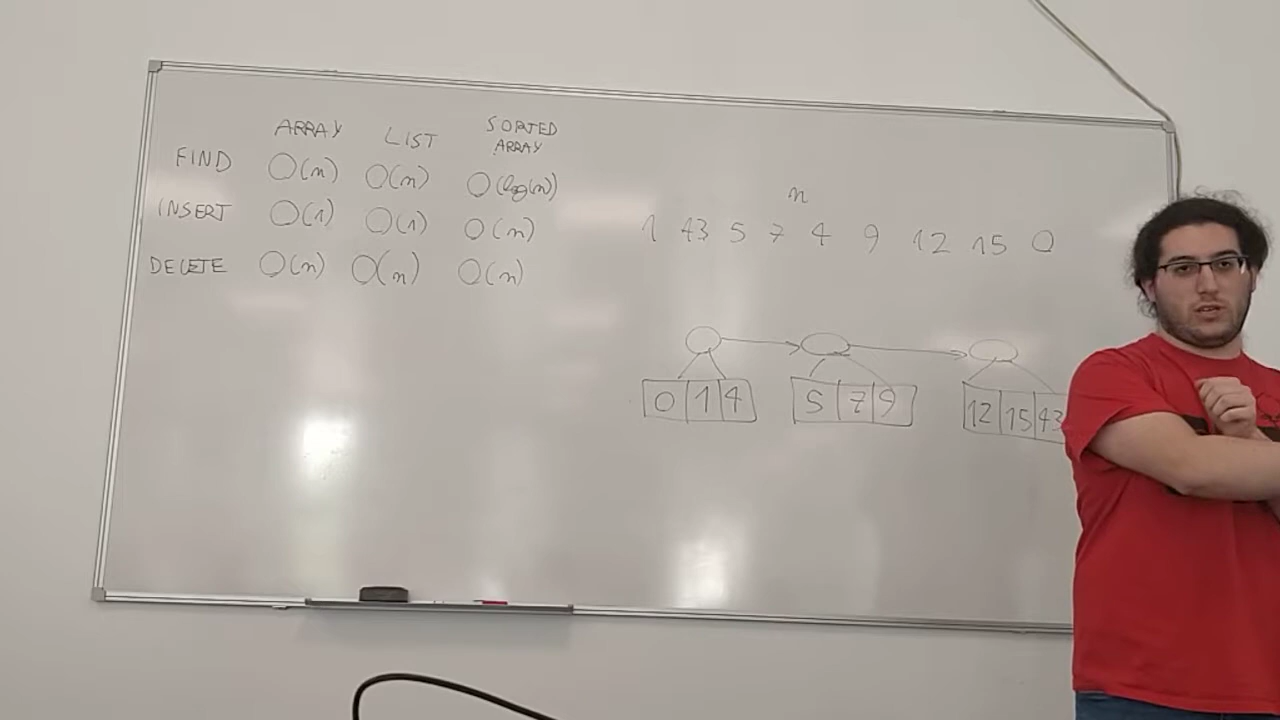 ARRAY LIST SORTED ARRAY
FIND O(n) O(n) O(log(n))
INSERT O(1) O(1) O(n)
DELETE O(n) O(n) O(n)
n
1 43 5 7 4 9 12 15 0
0 1 4 5 7 9 12 15 43